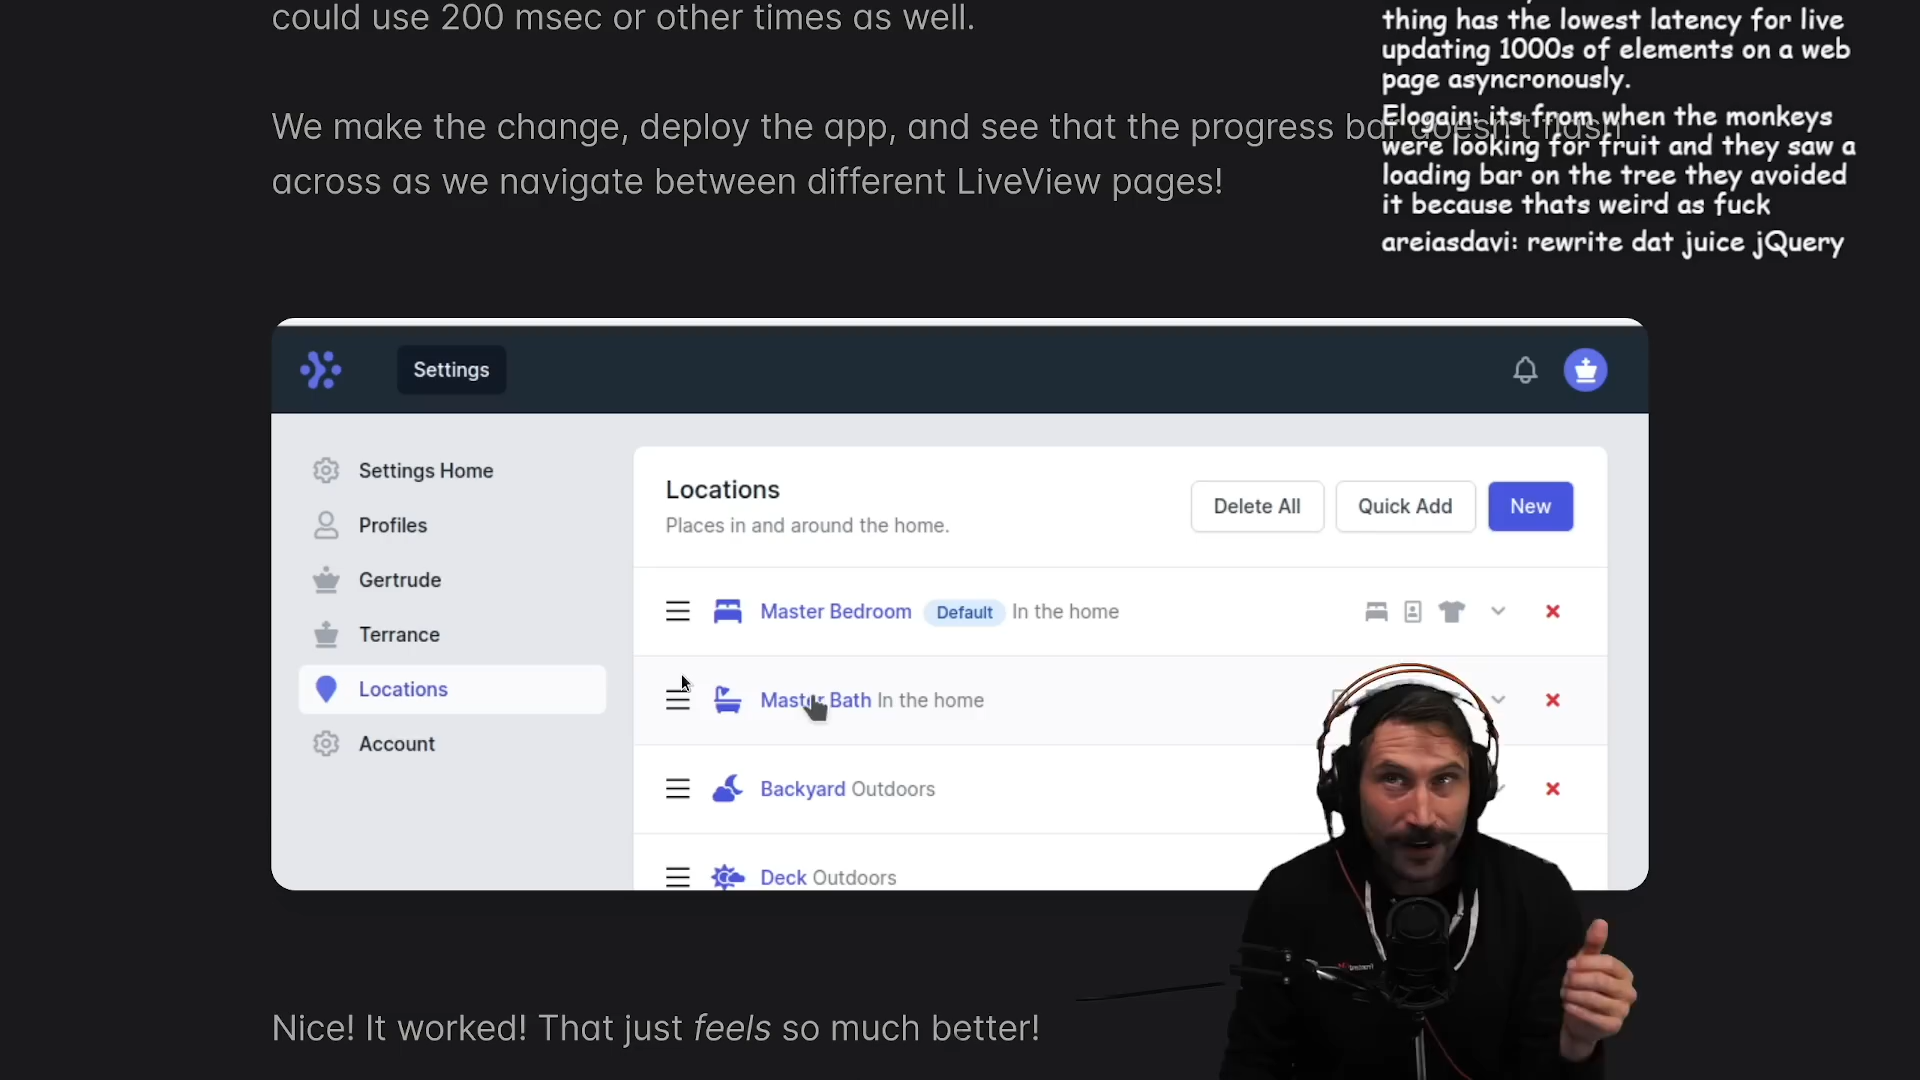 could use 200 msec or other times as well.
thing has the lowest latency for live
updating 1000s of elements on a web
page asyncronously.
Elogain: its from when the monkeys
were looking for fruit and they saw a
loading bar on the tree they avoided
it because thats weird as fuck
areiasdavi: rewrite dat juice jQuery
We make the change, deploy the app, and see that the progress bar doesn't flash
across as we navigate between different LiveView pages!
Settings
Settings Home
Profiles
Gertrude
Terrance
Locations
Account
Locations
Places in and around the home.
Delete All
Quick Add
New
Master Bedroom Default In the home
Master Bath In the home
Backyard Outdoors
Deck Outdoors
Nice! It worked! That just feels so much better!